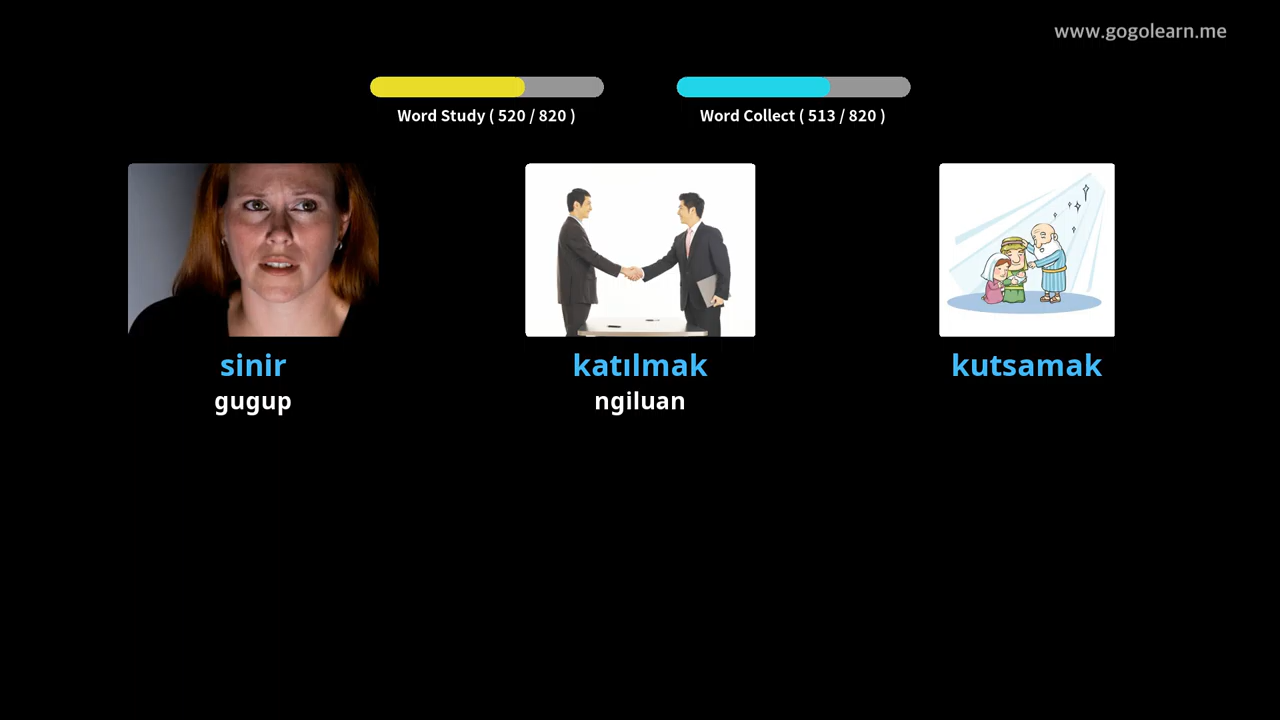 www.gogolearn.me
Word Study ( 520 / 820 )
Word Collect ( 513 / 820 )
sinir
gugup
katılmak
ngiluan
kutsamak